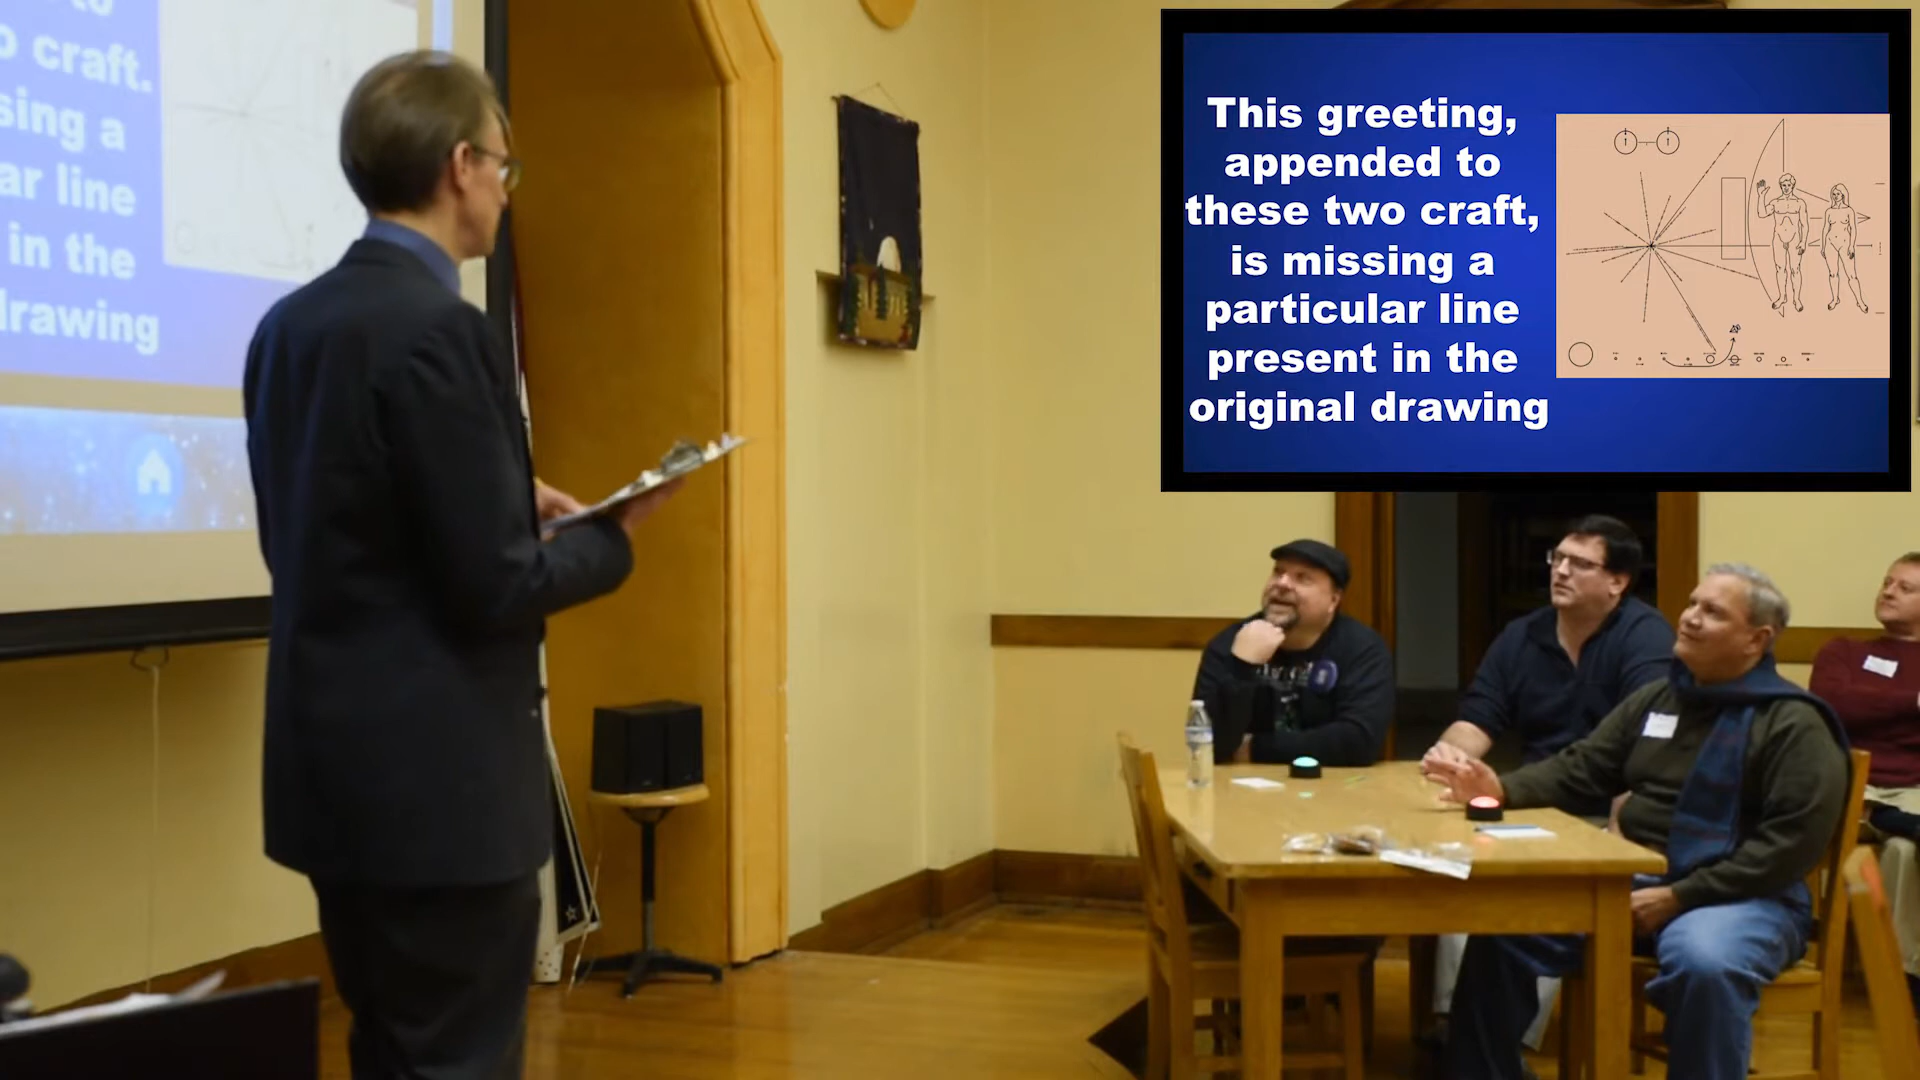 to
o craft.
sing a
ar line
in the
drawing
This greeting,
appended to
these two craft,
is missing a
particular line
present in the
original drawing